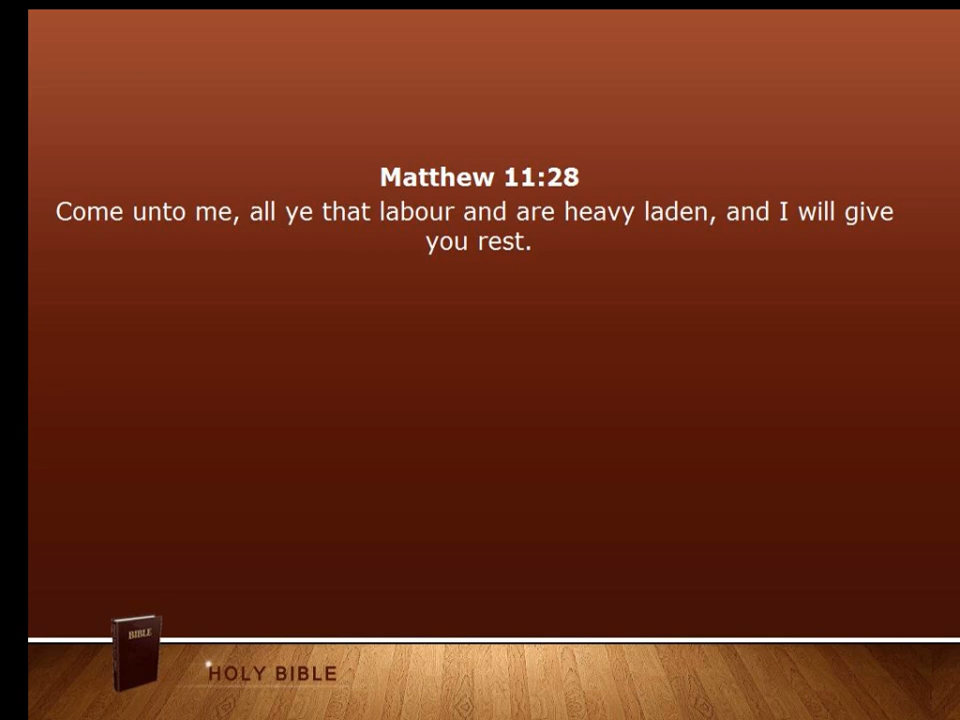 Matthew 11:28
Come unto me, all ye that labour and are heavy laden, and I will give
you rest.
BIBLE
HOLY BIBLE